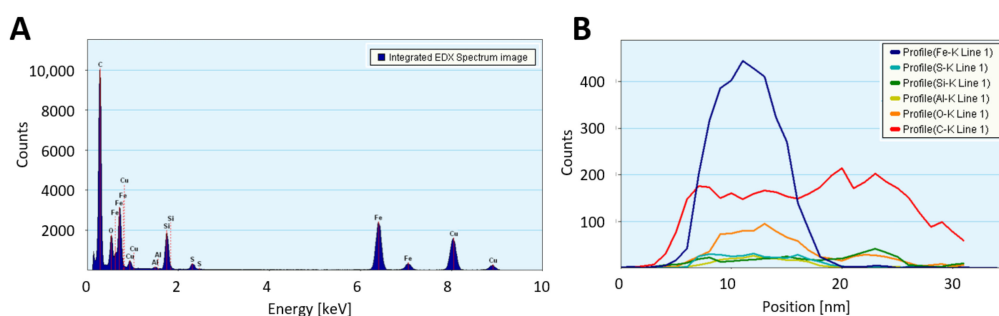 A
Counts
10,000
10000
6000
4000
2000
Integrated EDX Spectrum image
C
O
Fe
Fe
Fe
Cu
Cu
Cu
Al
Al
Si
Si
S
S
Fe
Fe
Cu
Cu
0
2
4
6
8
10
Energy [keV]
B
Counts
400
300
200
100
Profile(Fe-K Line 1)
Profile(S-K Line 1)
Profile(Si-K Line 1)
Profile(Al-K Line 1)
Profile(O-K Line 1)
Profile(C-K Line 1)
0
10
20
30
Position [nm]